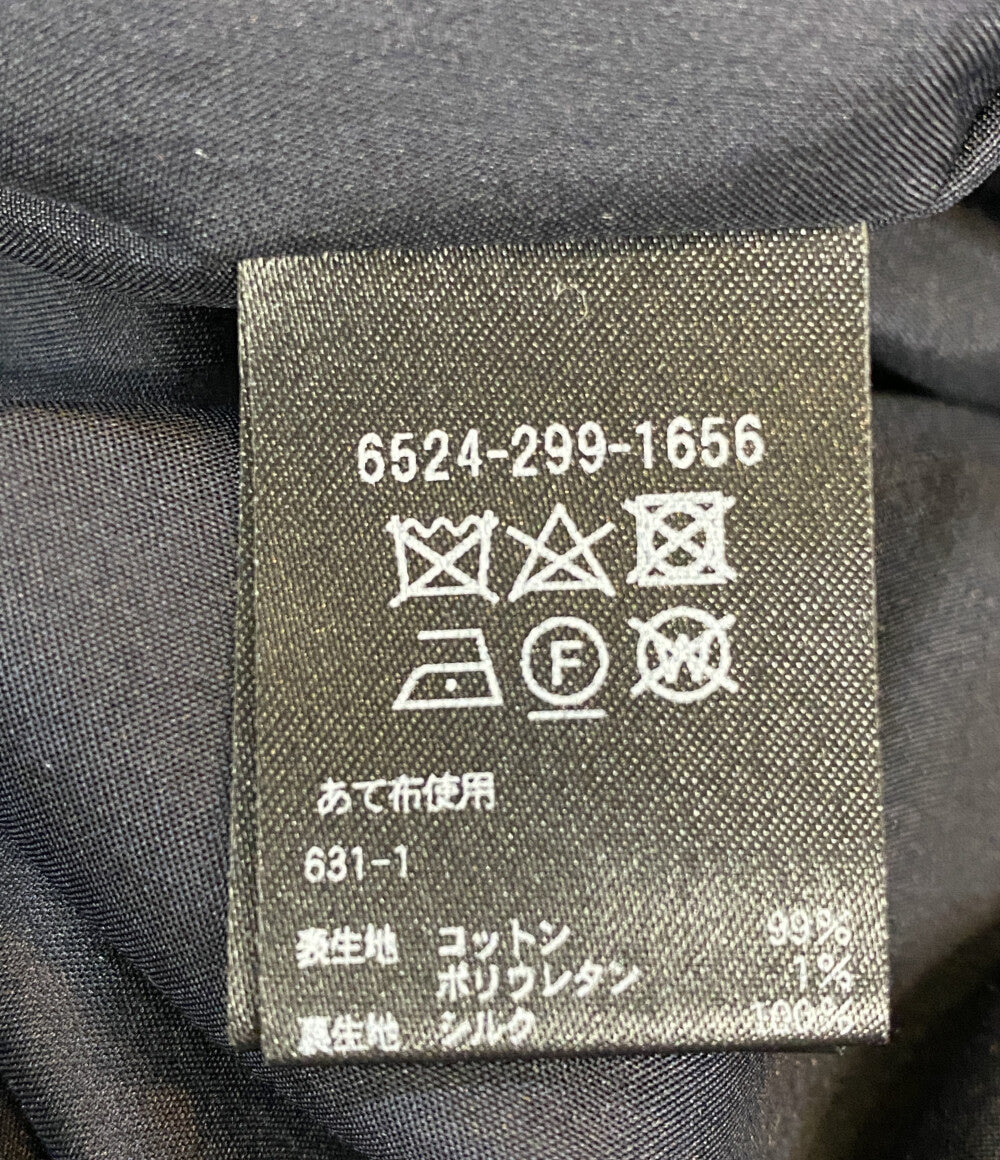 6524-299-1656
F W
あて布使用
631-1
表生地 コットン 99%
ポリウレタン 1%
裏生地 シルク 100%